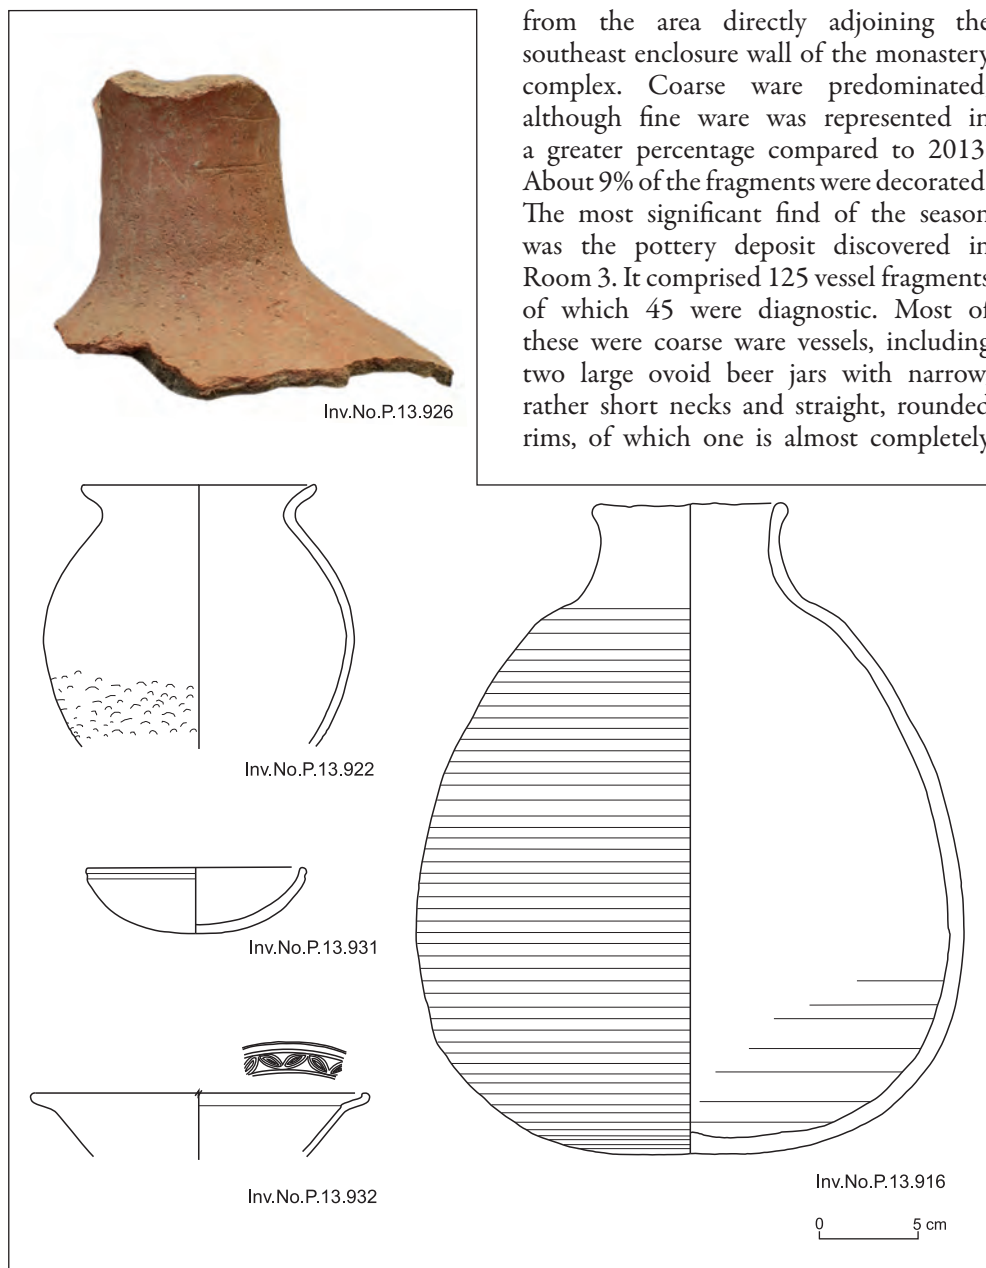 from the area directly adjoining the
southeast enclosure wall of the monastery
complex. Coarse ware predominated
although fine ware was represented in
a greater percentage compared to 2013
About 9% of the fragments were decorated
The most significant find of the season
was the pottery deposit discovered in
Room 3. It comprised 125 vessel fragments
of which 45 were diagnostic. Most of
these were coarse ware vessels, including
two large ovoid beer jars with narrow
rather short necks and straight, rounded
rims, of which one is almost completely
Inv.No.P.13.926
Inv.No.P.13.922
Inv.No.P.13.931
Inv.No.P.13.932
Inv.No.P.13.916
0 5 cm